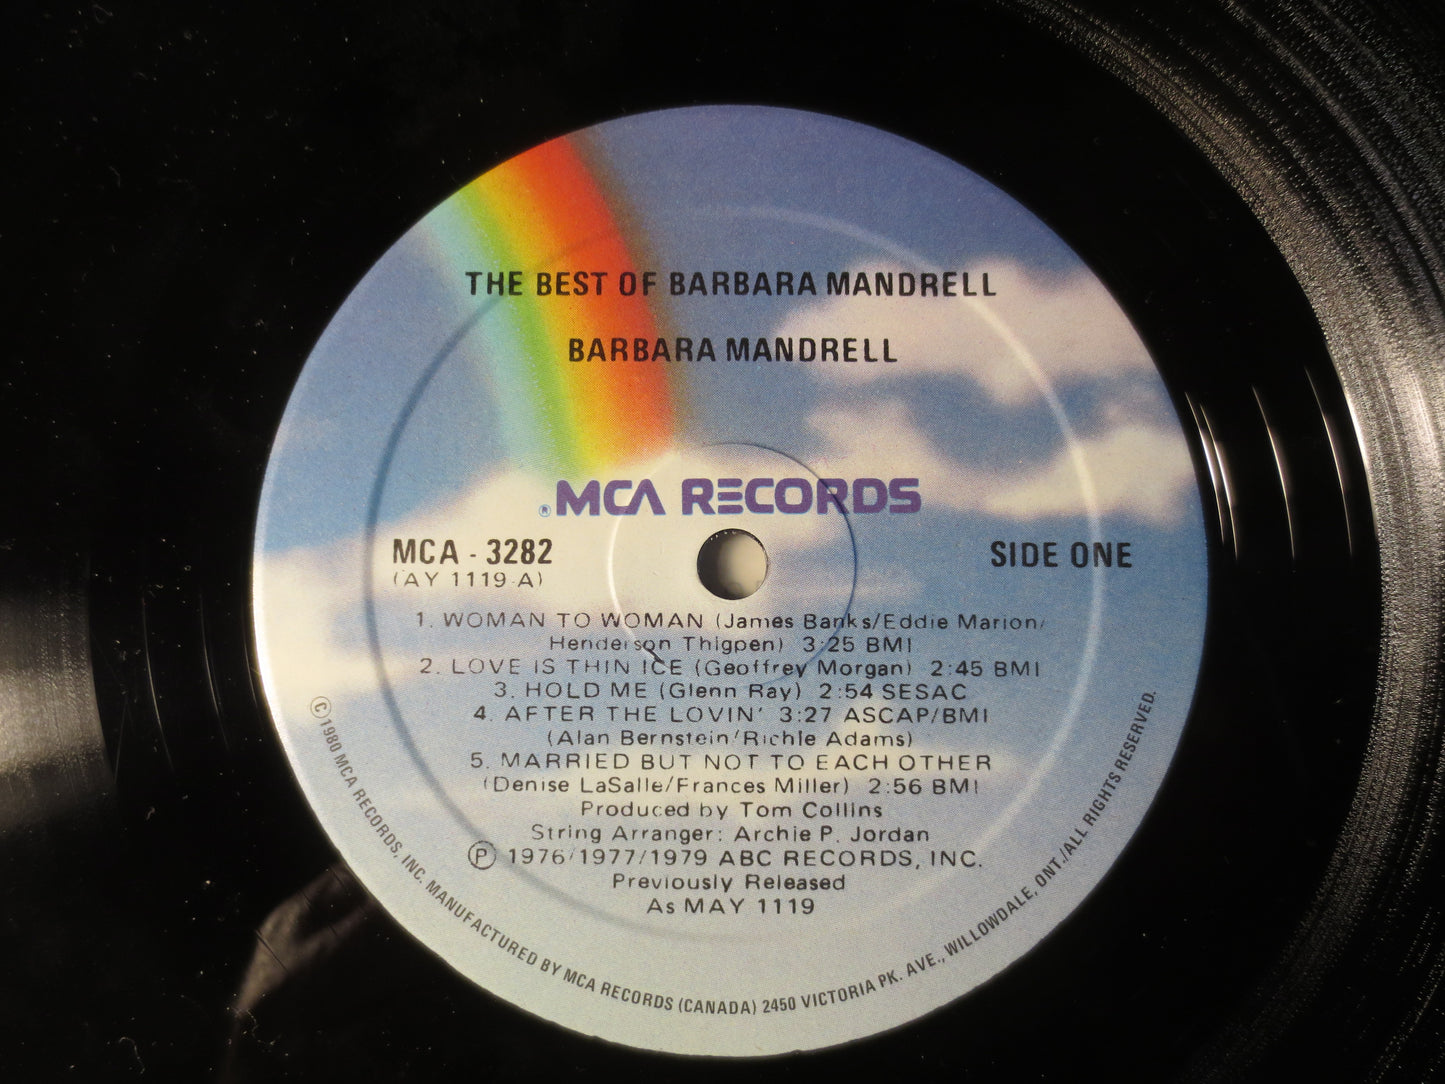 THE BEST OF BARBARA MANDRELL
BARBARA MANDRELL
® MCA RECORDS
MCA - 3282
(AY 1119-A)
SIDE ONE
1. WOMAN TO WOMAN (James Banks/Eddie Marion/
Henderson Thigpen) 3:25 BMI
2. LOVE IS THIN ICE (Geoffrey Morgan) 2:45 BMI
3. HOLD ME (Glenn Ray) 2:54 SESAC
4. AFTER THE LOVIN' 3:27 ASCAP/BMI
(Alan Bernstein/Richie Adams)
5. MARRIED BUT NOT TO EACH OTHER
(Denise LaSalle/Frances Miller) 2:56 BMI
Produced by Tom Collins
String Arranger: Archie P. Jordan
Ⓟ 1976/1977/1979 ABC RECORDS, INC.
Previously Released
As MAY 1119
© 1980 MCA RECORDS, INC. MANUFACTURED BY MCA RECORDS (CANADA) 2450 VICTORIA PK. AVE., WILLOWDALE, ONT./ALL RIGHTS RESERVED.